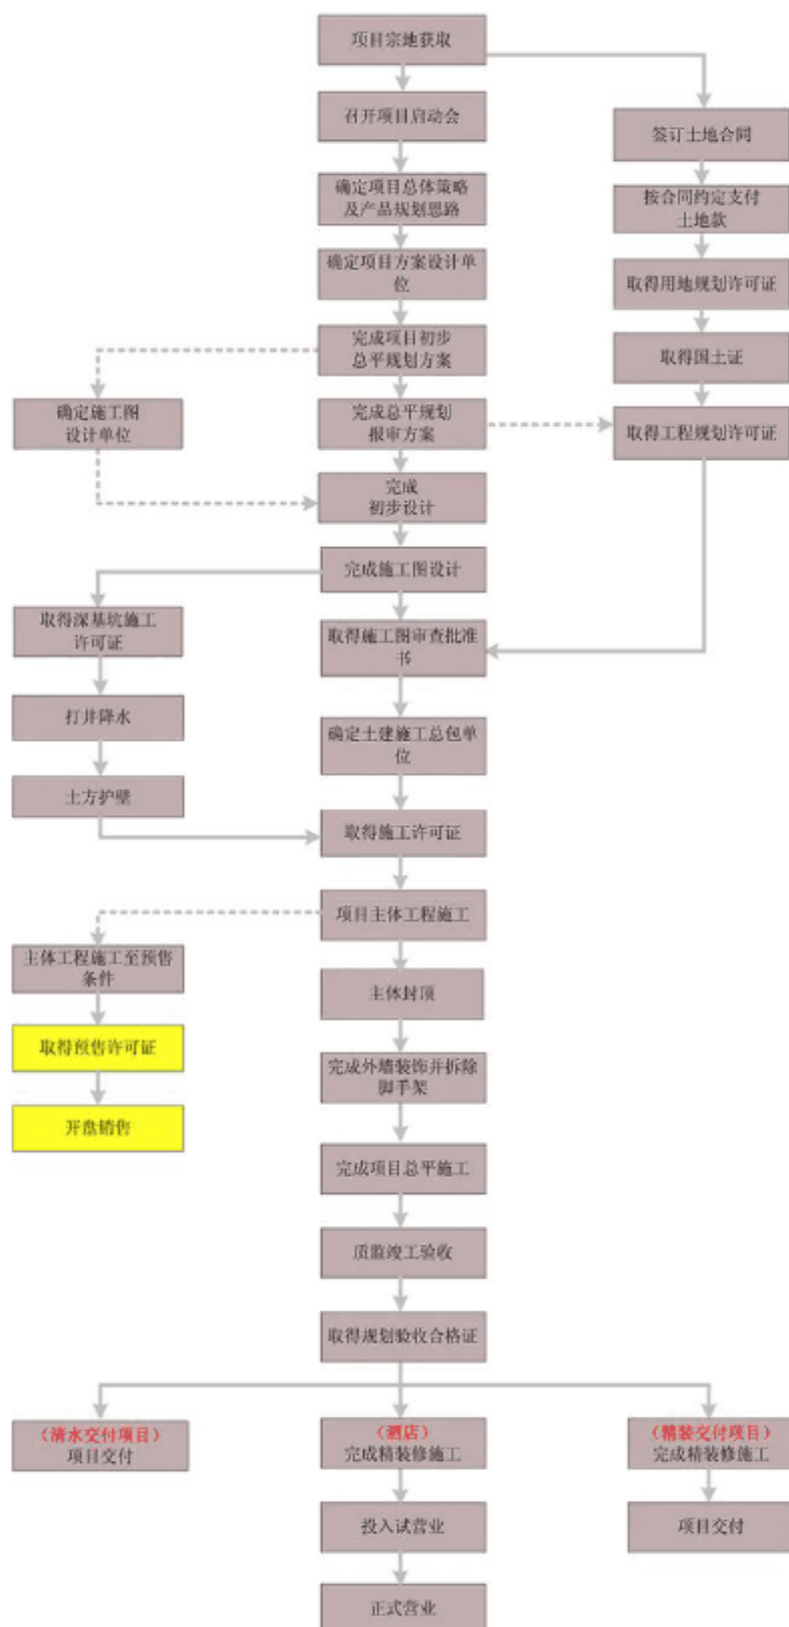 项目宗地获取
召开项目启动会
签订土地合同
确定项目总体策略
及产品规划思路
按合同约定支付
土地款
确定项目方案设计单
位
取得用地规划许可证
完成项目初步
总平规划方案
取得国土证
确定施工图
设计单位
完成总平规划
报审方案
取得工程规划许可证
完成
初步设计
完成施工图设计
取得深基坑施工
许可证
取得施工图审查批准
书
打井降水
确定土建施工总包单
位
土方护壁
取得施工许可证
项目主体工程施工
主体工程施工至预售
条件
主体封顶
取得预售许可证
完成外墙装饰并拆除
脚手架
开盘销售
完成项目总平施工
质监竣工验收
取得规划验收合格证
（清水交付项目）
项目交付
（酒店）
完成精装修施工
（精装交付项目）
完成精装修施工
投入试营业
项目交付
正式营业